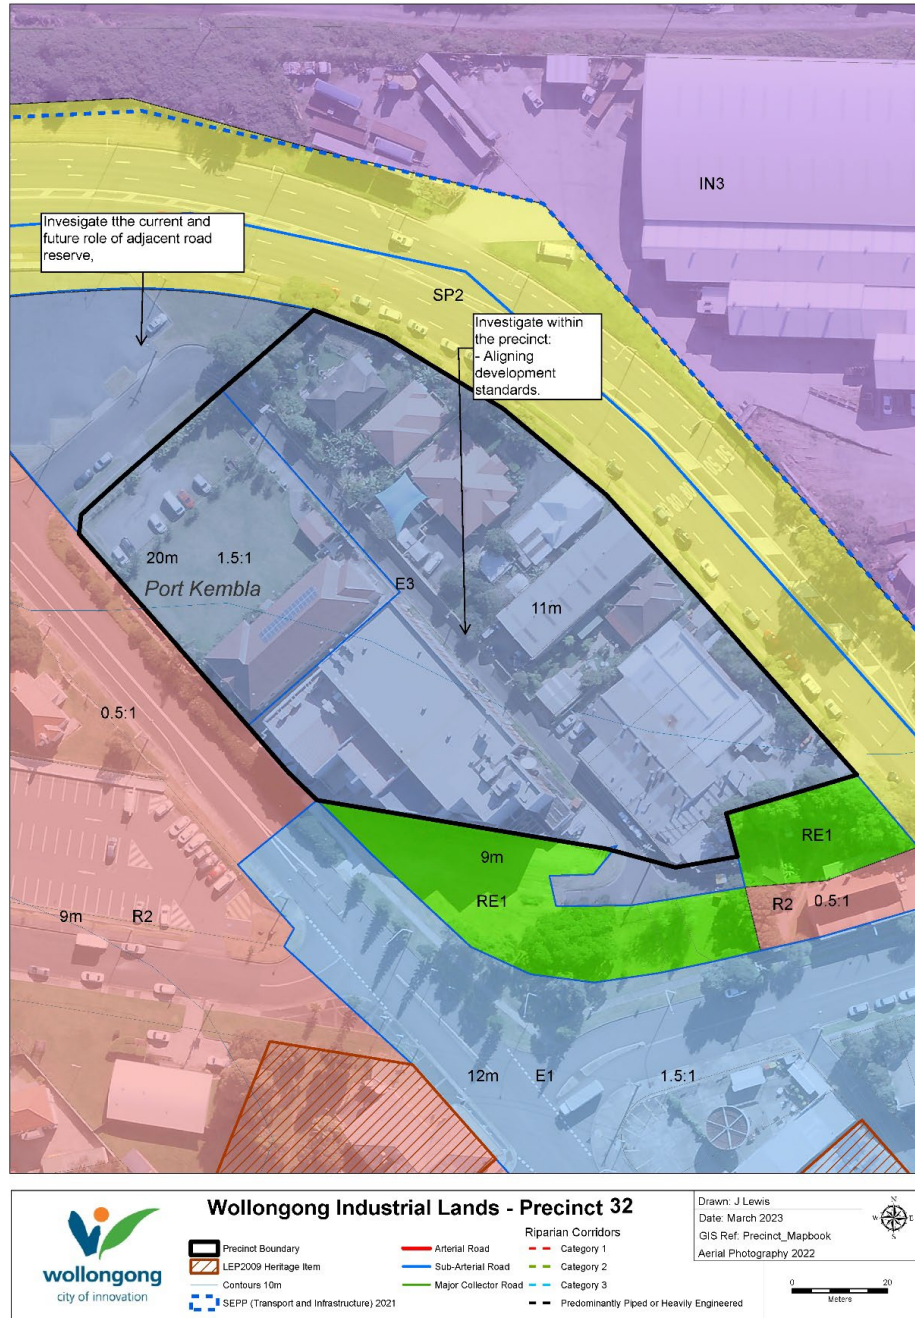 IN3
Invesigate tthe current and
future role of adjacent road
reserve,
SP2
Investigate within
the precinct:
- Aligning
development
standards.
20m 1.5:1
Port Kembla
E3
11m
0.5:1
RE1
9m
RE1
R2 0.5:1
9m R2
12m E1 1.5:1
Wollongong Industrial Lands - Precinct 32
wollongong
city of innovation
Precinct Boundary
LEP2009 Heritage Item
Contours 10m
SEPP (Transport and Infrastructure) 2021
Arterial Road
Sub-Arterial Road
Major Collector Road
Riparian Corridors
Category 1
Category 2
Category 3
Predominantly Piped or Heavily Engineered
Drawn: J Lewis
Date: March 2023
GIS Ref: Precinct_Mapbook
Aerial Photography 2022
N
W E
S
0 20
Meters